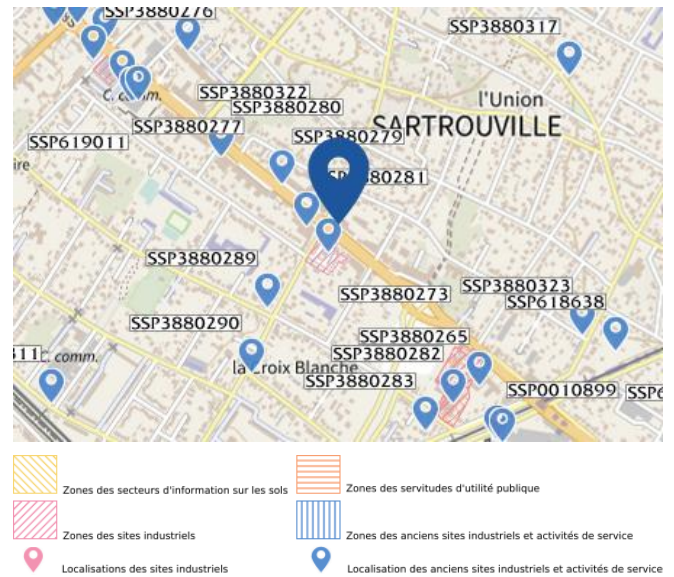 SSP3880276
SSP3880317
C. comm.
SSP3880322
SSP3880280
l'Union
SARTROUVILLE
SSP3880277
SSP3880279
SSP619011
SSP3880281
SSP3880289
SSP3880273
SSP3880323
SSP618638
SSP3880290
SSP3880265
C. comm.
SSP3880282
la Croix Blanche
SSP3880283
SSP0010899
Zones des secteurs d'information sur les sols
Zones des servitudes d'utilité publique
Zones des sites industriels
Zones des anciens sites industriels et activités de service
Localisations des sites industriels
Localisation des anciens sites industriels et activités de service